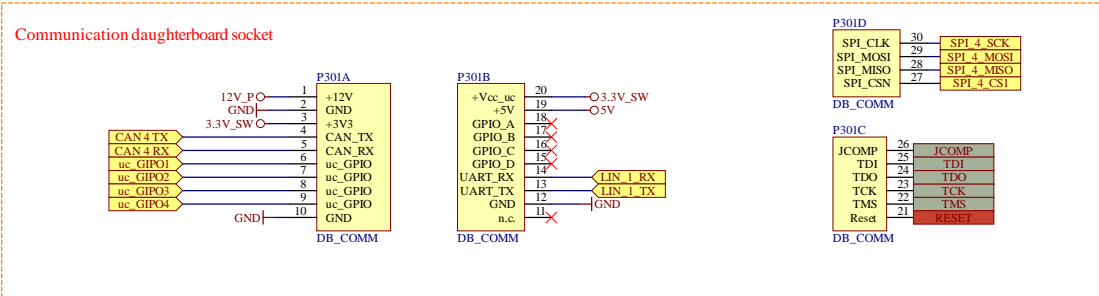 Communication daughterboard socket
P301A
12V_P 1 +12V
GND 2 GND
3.3V_SW 3 +3V3
CAN 4 TX 4 CAN_TX
CAN 4 RX 5 CAN_RX
uc_GIPO1 6 uc_GPIO
uc_GIPO2 7 uc_GPIO
uc_GIPO3 8 uc_GPIO
uc_GIPO4 9 uc_GPIO
GND 10 GND
DB_COMM
P301B
+Vcc_uc 20 3.3V_SW
+5V 19 5V
GPIO_A 18
GPIO_B 17
GPIO_C 16
GPIO_D 15
UART_RX 14 LIN_1_RX
UART_TX 13 LIN_1_TX
GND 12 GND
n.c. 11
DB_COMM
P301D
SPI_CLK 30 SPI_4_SCK
SPI_MOSI 29 SPI_4_MOSI
SPI_MISO 28 SPI_4_MISO
SPI_CSN 27 SPI_4_CS1
DB_COMM
P301C
JCOMP 26 JCOMP
TDI 25 TDI
TDO 24 TDO
TCK 23 TCK
TMS 22 TMS
Reset 21 RESET
DB_COMM